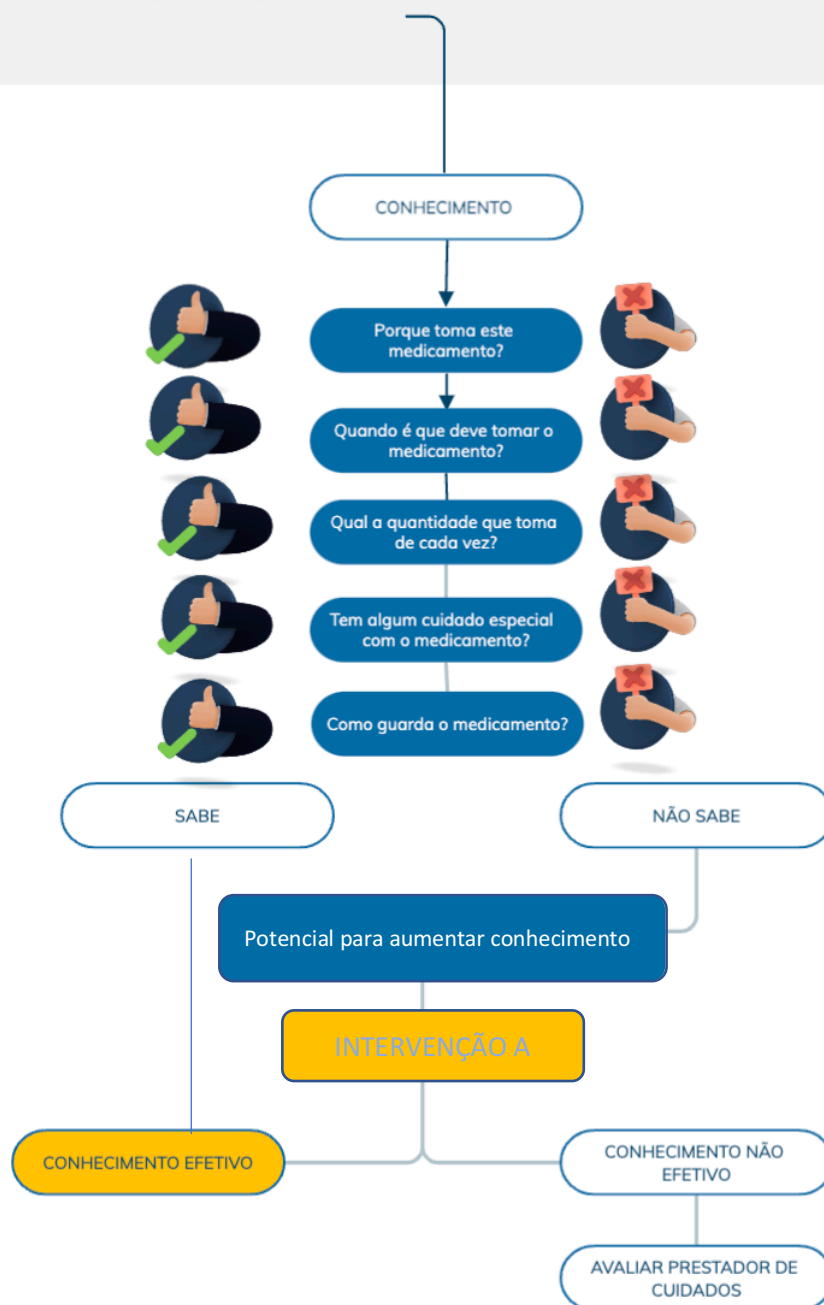 CONHECIMENTO
Porque toma este
medicamento?
Quando é que deve tomar o
medicamento?
Qual a quantidade que toma
de cada vez?
Tem algum cuidado especial
com o medicamento?
Como guarda o medicamento?
SABE
NÃO SABE
Potencial para aumentar conhecimento
INTERVENÇÃO A
CONHECIMENTO EFETIVO
CONHECIMENTO NÃO
EFETIVO
AVALIAR PRESTADOR DE
CUIDADOS